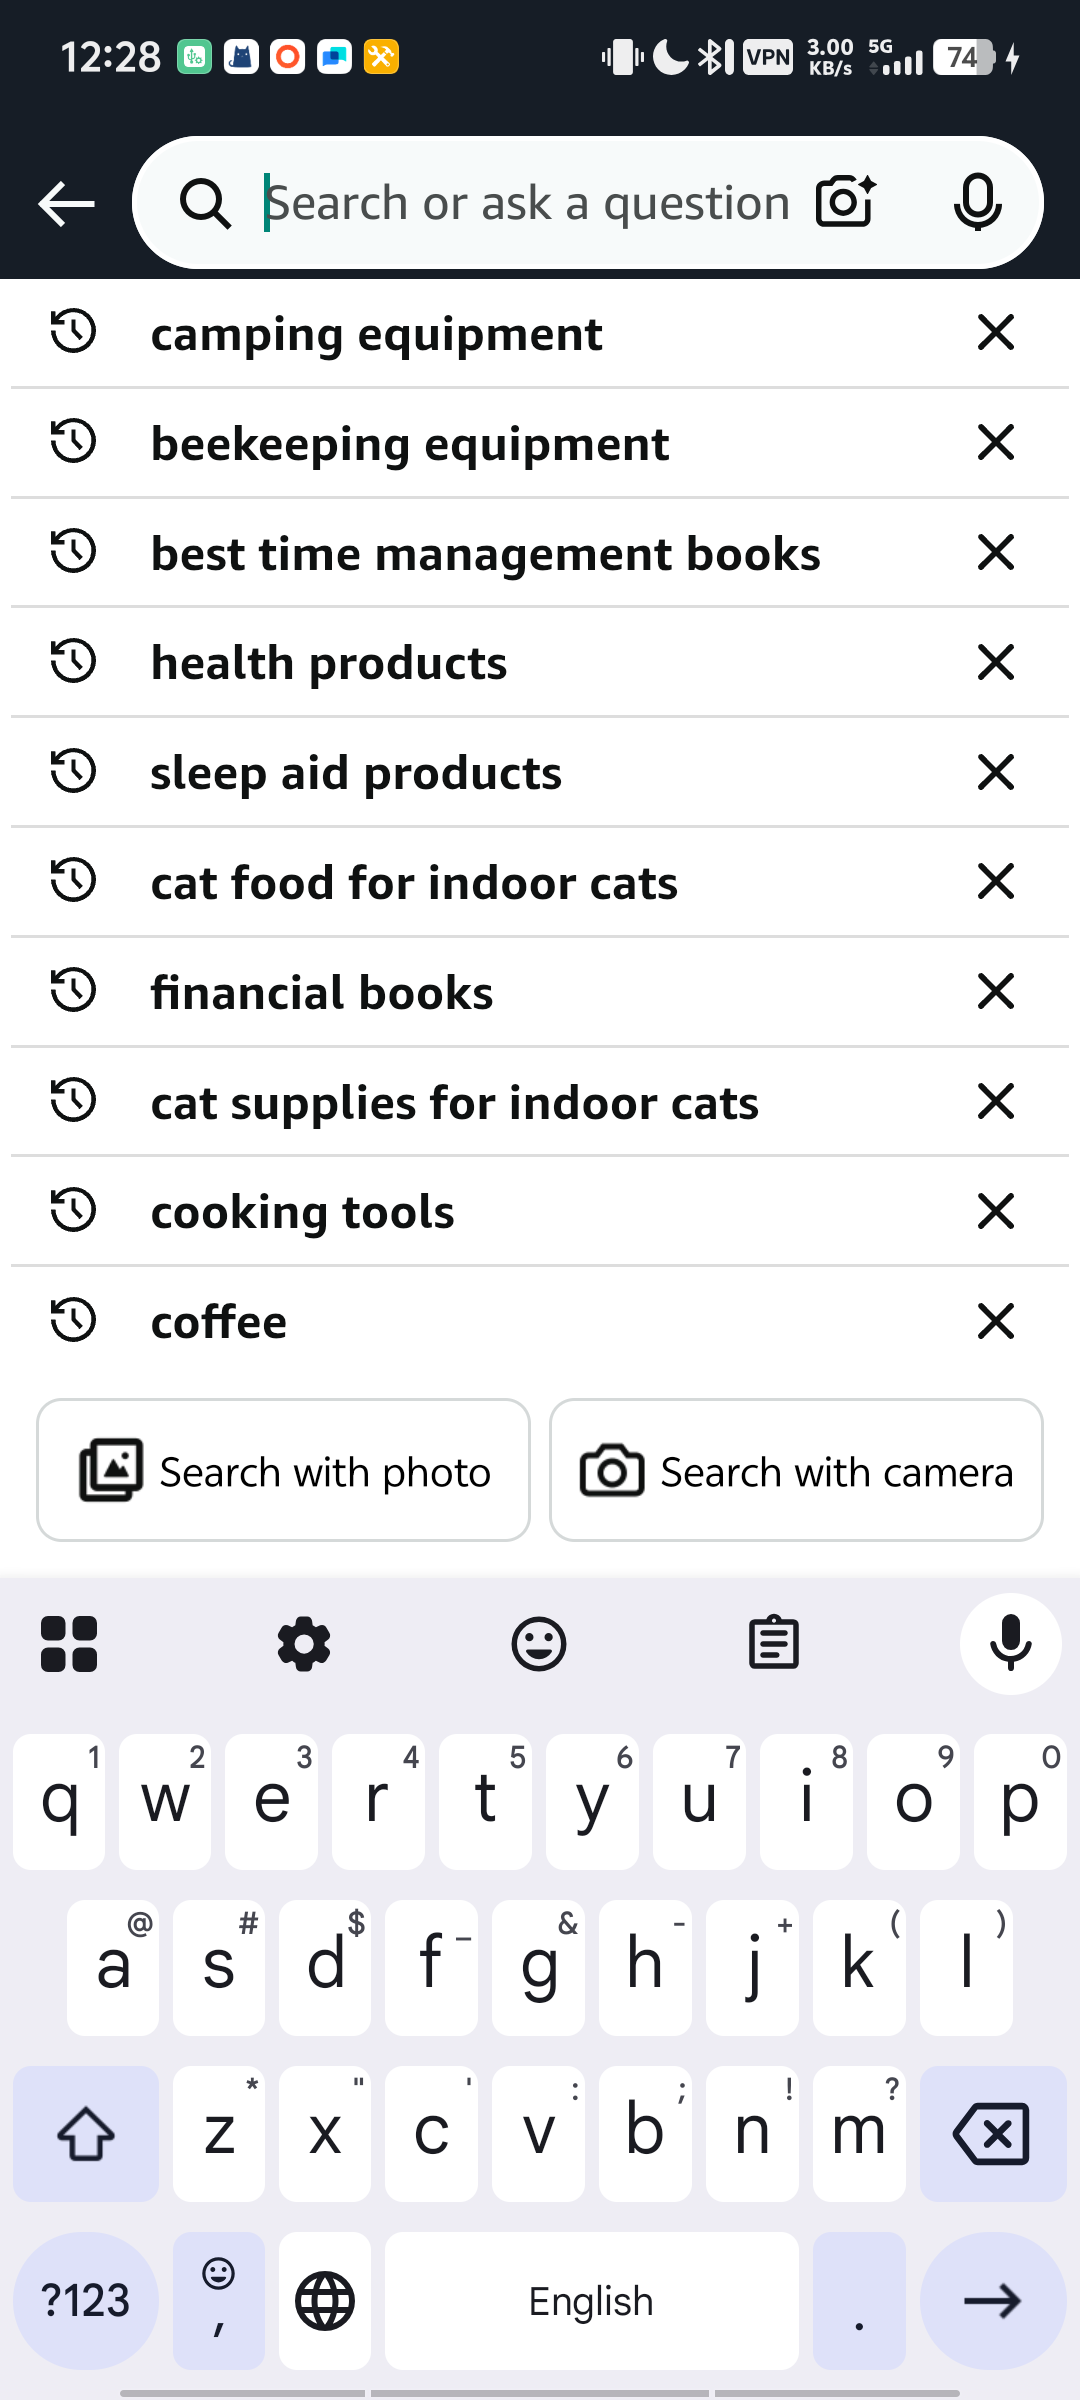 12:28
VPN
3.00
KB/s
5G
74
Search or ask a question
camping equipment
beekeeping equipment
best time management books
health products
sleep aid products
cat food for indoor cats
financial books
cat supplies for indoor cats
cooking tools
coffee
Search with photo
Search with camera
1 2 3 4 5 6 7 8 9 0
q w e r t y u i o p
@ # $ _ & - + ( )
a s d f g h j k l
* " ' : ; ! ?
z x c v b n m
?123 , English .